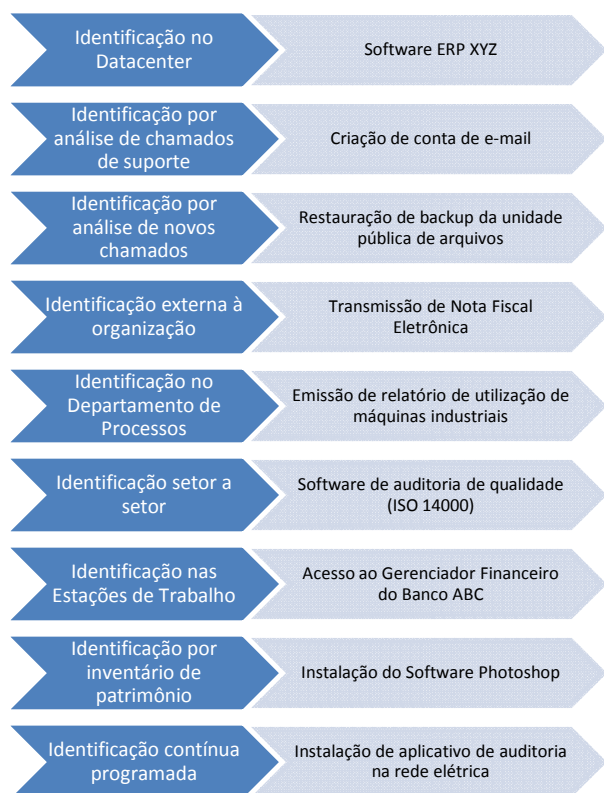 Identificação no
Datacenter
Software ERP XYZ
Identificação por
análise de chamados
de suporte
Criação de conta de e-mail
Identificação por
análise de novos
chamados
Restauração de backup da unidade
pública de arquivos
Identificação externa à
organização
Transmissão de Nota Fiscal
Eletrônica
Identificação no
Departamento de
Processos
Emissão de relatório de utilização de
máquinas industriais
Identificação setor a
setor
Software de auditoria de qualidade
(ISO 14000)
Identificação nas
Estações de Trabalho
Acesso ao Gerenciador Financeiro
do Banco ABC
Identificação por
inventário de
patrimônio
Instalação do Software Photoshop
Identificação contínua
programada
Instalação de aplicativo de auditoria
na rede elétrica